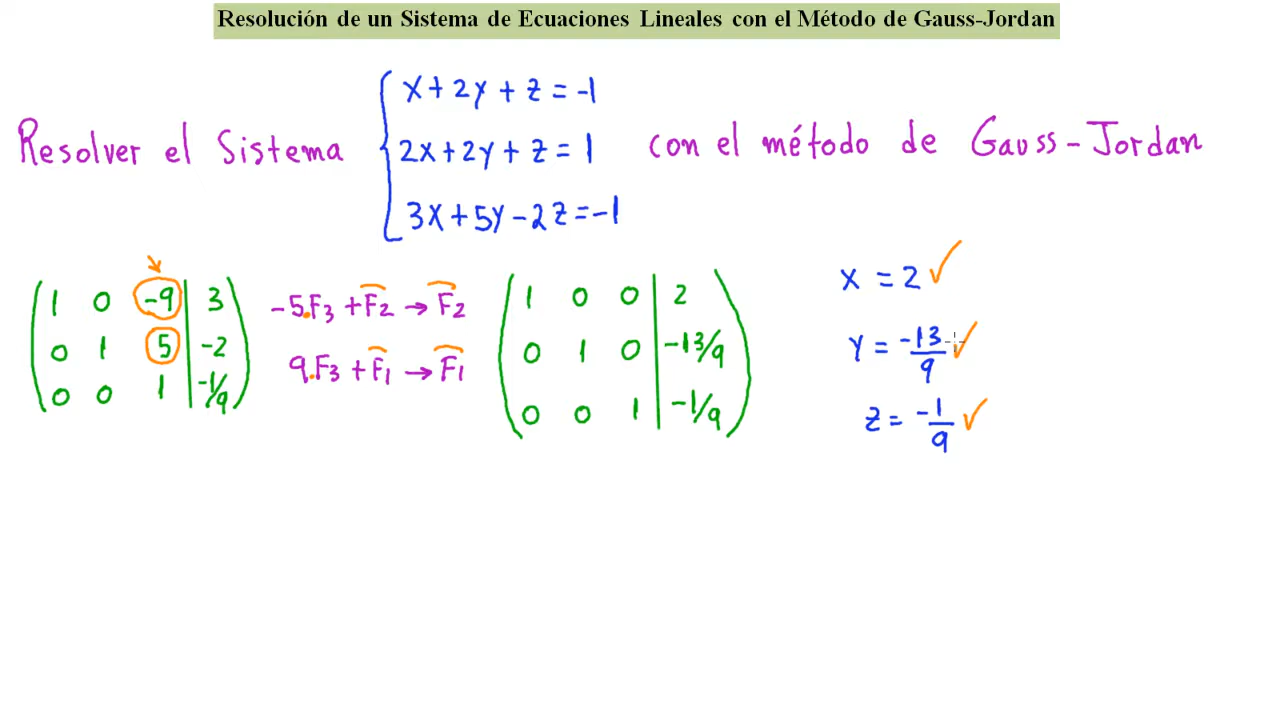 Resolución de un Sistema de Ecuaciones Lineales con el Método de Gauss-Jordan
x + 2y + z = -1
Resolver el Sistema 2x + 2y + z = 1 con el método de Gauss-Jordan
3x + 5y - 2z = -1
1 0 -9 | 3
0 1 5 | -2
0 0 1 | -1/9
-5.F3 + F2 → F2
9.F3 + F1 → F1
1 0 0 | 2
0 1 0 | -13/9
0 0 1 | -1/9
x = 2 ✓
y = -13/9 ✓
z = -1/9 ✓